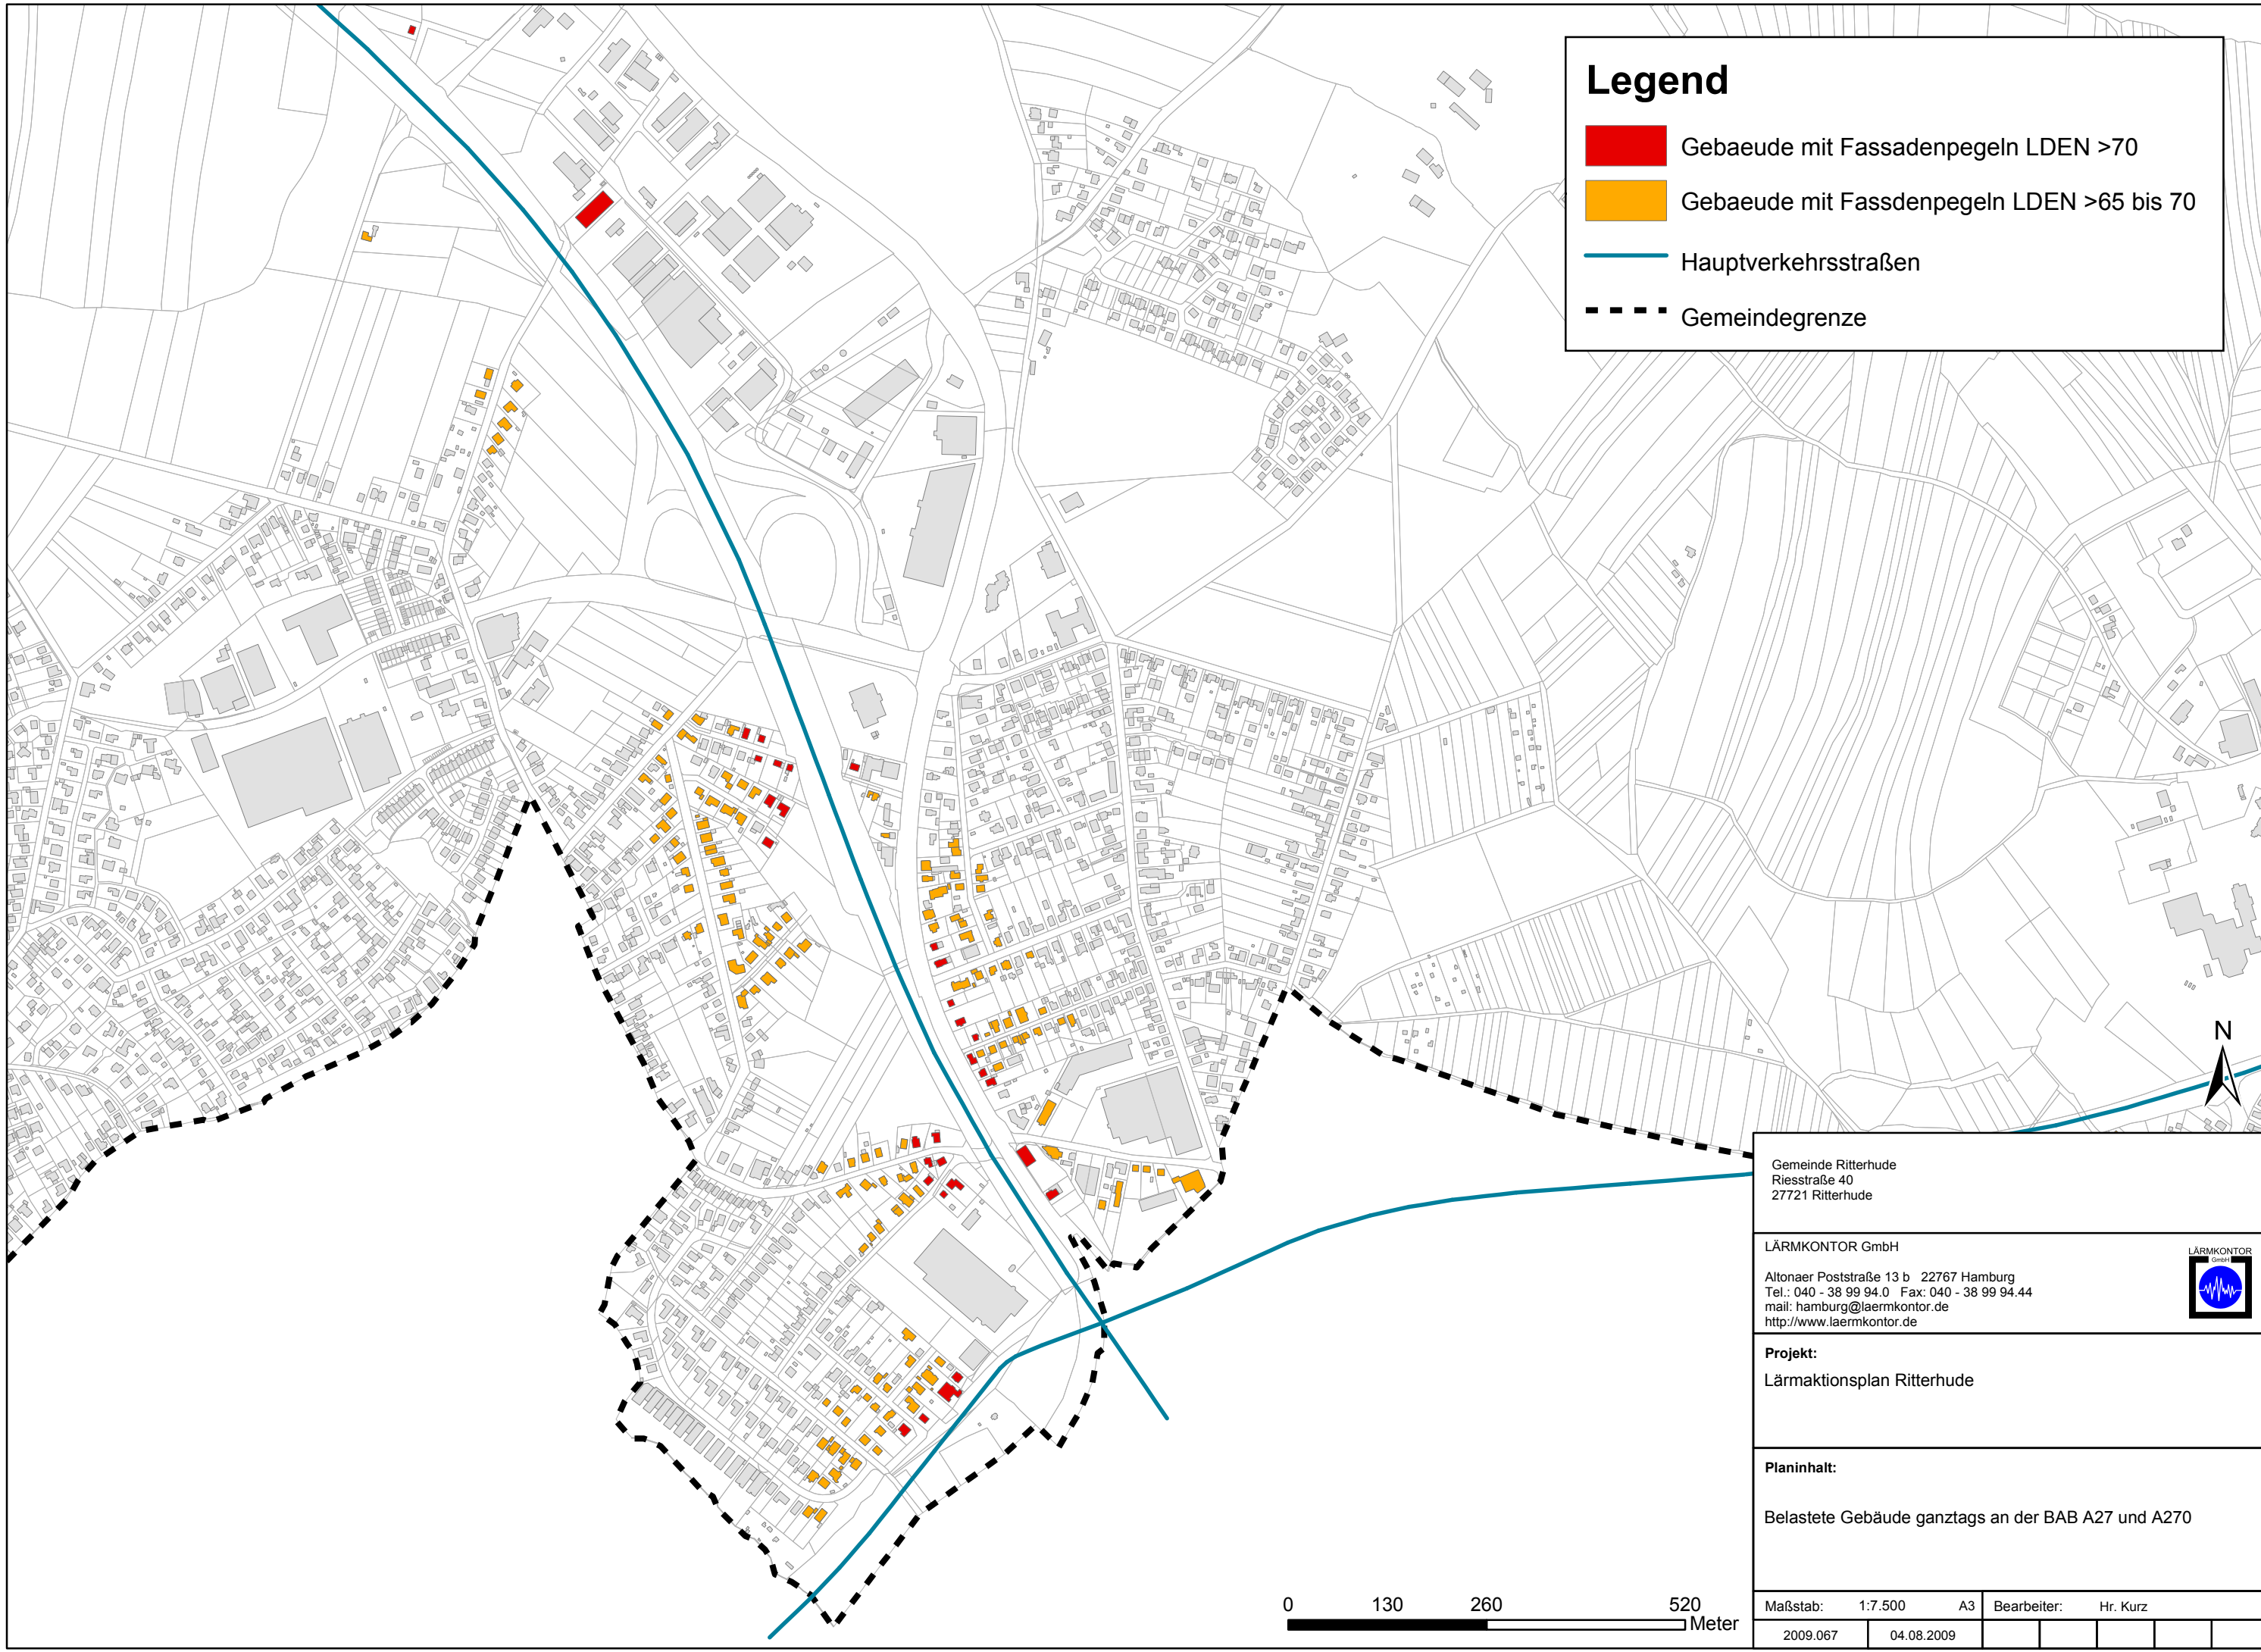 Legend
Gebaeude mit Fassadenpegeln LDEN >70
Gebaeude mit Fassdenpegeln LDEN >65 bis 70
Hauptverkehrsstraßen
Gemeindegrenze
N
Gemeinde Ritterhude
Riesstraße 40
27721 Ritterhude
LÄRMKONTOR GmbH
Altonaer Poststraße 13 b 22767 Hamburg
Tel.: 040 - 38 99 94.0 Fax: 040 - 38 99 94.44
mail: hamburg@laermkontor.de
http://www.laermkontor.de
LÄRMKONTOR
GmbH
Projekt:
Lärmaktionsplan Ritterhude
Planinhalt:
Belastete Gebäude ganztags an der BAB A27 und A270
Maßstab: 1:7.500 A3 Bearbeiter: Hr. Kurz
2009.067 04.08.2009
0 130 260 520
Meter